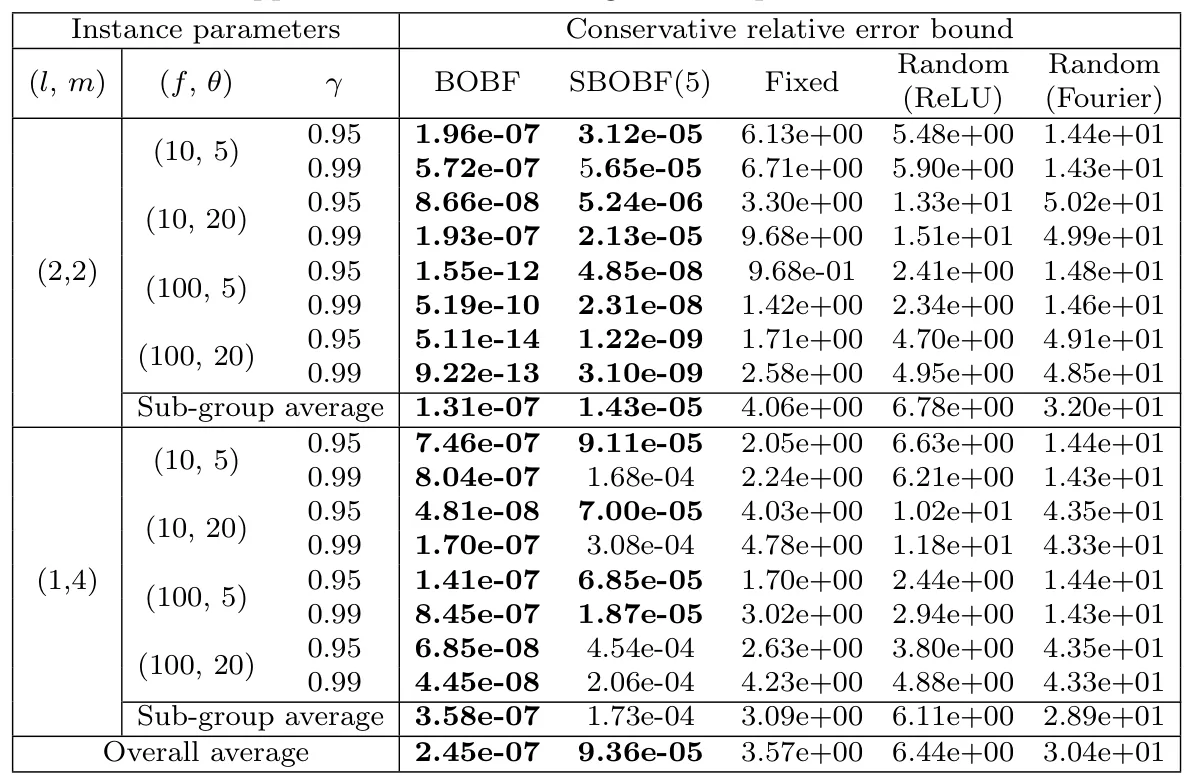 Instance parameters Conservative relative error bound
(l, m) (f, θ) γ BOBF SBOBF(5) Fixed Random (ReLU) Random (Fourier)
(2,2)
(10, 5)
0.95 1.96e-07 3.12e-05 6.13e+00 5.48e+00 1.44e+01
0.99 5.72e-07 5.65e-05 6.71e+00 5.90e+00 1.43e+01
(10, 20)
0.95 8.66e-08 5.24e-06 3.30e+00 1.33e+01 5.02e+01
0.99 1.93e-07 2.13e-05 9.68e+00 1.51e+01 4.99e+01
(100, 5)
0.95 1.55e-12 4.85e-08 9.68e-01 2.41e+00 1.48e+01
0.99 5.19e-10 2.31e-08 1.42e+00 2.34e+00 1.46e+01
(100, 20)
0.95 5.11e-14 1.22e-09 1.71e+00 4.70e+00 4.91e+01
0.99 9.22e-13 3.10e-09 2.58e+00 4.95e+00 4.85e+01
Sub-group average 1.31e-07 1.43e-05 4.06e+00 6.78e+00 3.20e+01
(1,4)
(10, 5)
0.95 7.46e-07 9.11e-05 2.05e+00 6.63e+00 1.44e+01
0.99 8.04e-07 1.68e-04 2.24e+00 6.21e+00 1.43e+01
(10, 20)
0.95 4.81e-08 7.00e-05 4.03e+00 1.02e+01 4.35e+01
0.99 1.70e-07 3.08e-04 4.78e+00 1.18e+01 4.33e+01
(100, 5)
0.95 1.41e-07 6.85e-05 1.70e+00 2.44e+00 1.44e+01
0.99 8.45e-07 1.87e-05 3.02e+00 2.94e+00 1.43e+01
(100, 20)
0.95 6.85e-08 4.54e-04 2.63e+00 3.80e+00 4.35e+01
0.99 4.45e-08 2.06e-04 4.23e+00 4.88e+00 4.33e+01
Sub-group average 3.58e-07 1.73e-04 3.09e+00 6.11e+00 2.89e+01
Overall average 2.45e-07 9.36e-05 3.57e+00 6.44e+00 3.04e+01